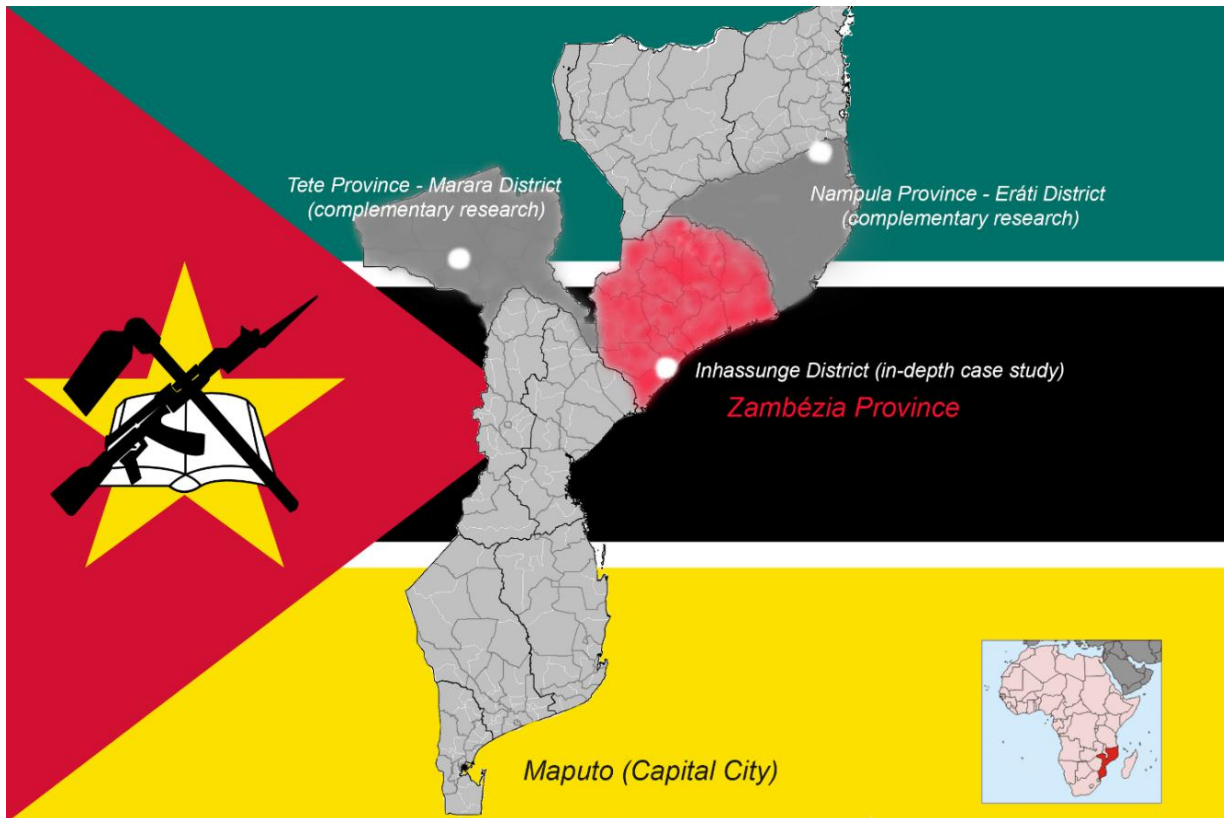 Tete Province - Marara District
(complementary research)
Nampula Province - Eráti District
(complementary research)
Inhassunge District (in-depth case study)
Zambézia Province
Maputo (Capital City)